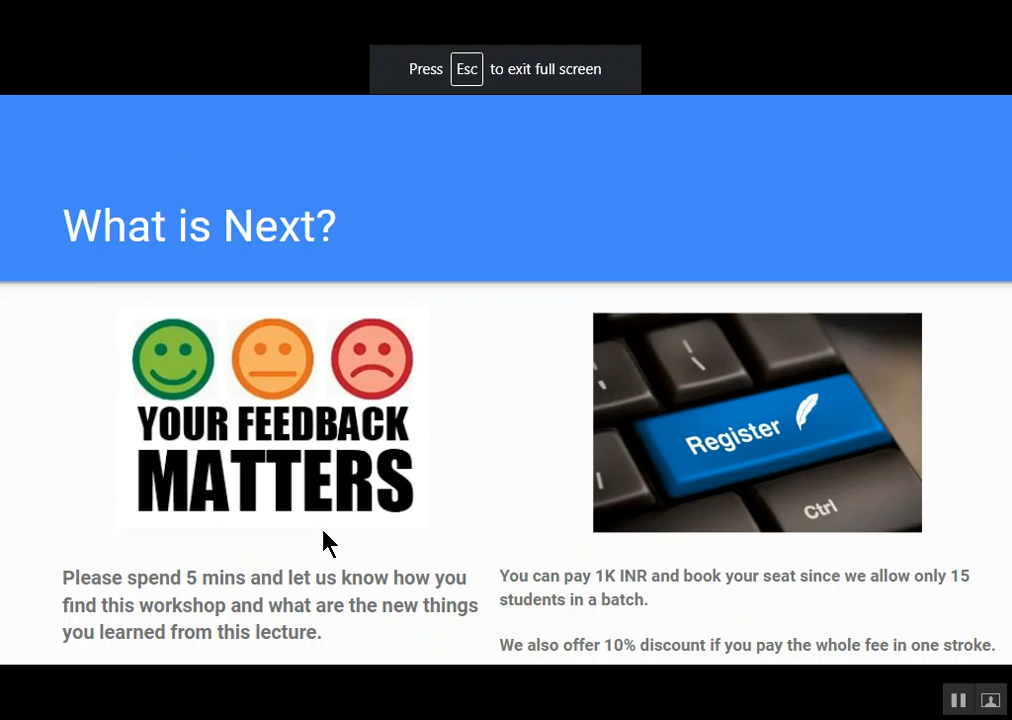 Press Esc to exit full screen
What is Next?
YOUR FEEDBACK
MATTERS
Register
Ctrl
Please spend 5 mins and let us know how you
find this workshop and what are the new things
you learned from this lecture.
You can pay 1K INR and book your seat since we allow only 15
students in a batch.
We also offer 10% discount if you pay the whole fee in one stroke.